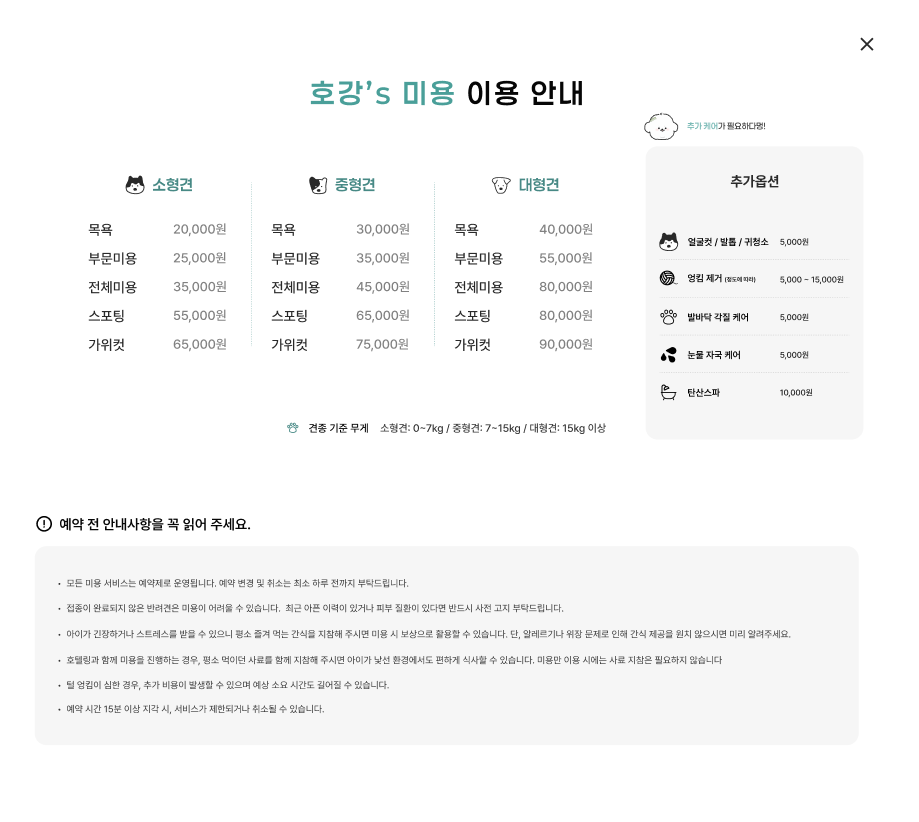 호강's 미용 이용 안내
소형견
목욕 20,000원
부문미용 25,000원
전체미용 35,000원
스포팅 55,000원
가위컷 65,000원
중형견
목욕 30,000원
부문미용 35,000원
전체미용 45,000원
스포팅 65,000원
가위컷 75,000원
대형견
목욕 40,000원
부문미용 55,000원
전체미용 80,000원
스포팅 80,000원
가위컷 90,000원
견종 기준 무게 소형견: 0~7kg / 중형견: 7~15kg / 대형견: 15kg 이상
추가 케어가 필요하다멍!
추가옵션
얼굴컷 / 발톱 / 귀청소 5,000원
엉킴 제거 (정도에 따라) 5,000 ~ 15,000원
발바닥 각질 케어 5,000원
눈물 자국 케어 5,000원
탄산스파 10,000원
예약 전 안내사항을 꼭 읽어 주세요.
• 모든 미용 서비스는 예약제로 운영됩니다. 예약 변경 및 취소는 최소 하루 전까지 부탁드립니다.
• 접종이 완료되지 않은 반려견은 미용이 어려울 수 있습니다. 최근 아픈 이력이 있거나 피부 질환이 있다면 반드시 사전 고지 부탁드립니다.
• 아이가 긴장하거나 스트레스를 받을 수 있으니 평소 즐겨 먹는 간식을 지참해 주시면 미용 시 보상으로 활용할 수 있습니다. 단, 알레르기나 위장 문제로 인해 간식 제공을 원치 않으시면 미리 알려주세요.
• 호텔링과 함께 미용을 진행하는 경우, 평소 먹이던 사료를 함께 지참해 주시면 아이가 낯선 환경에서도 편하게 식사할 수 있습니다. 미용만 이용 시에는 사료 지참은 필요하지 않습니다
• 털 엉킴이 심한 경우, 추가 비용이 발생할 수 있으며 예상 소요 시간도 길어질 수 있습니다.
• 예약 시간 15분 이상 지각 시, 서비스가 제한되거나 취소될 수 있습니다.